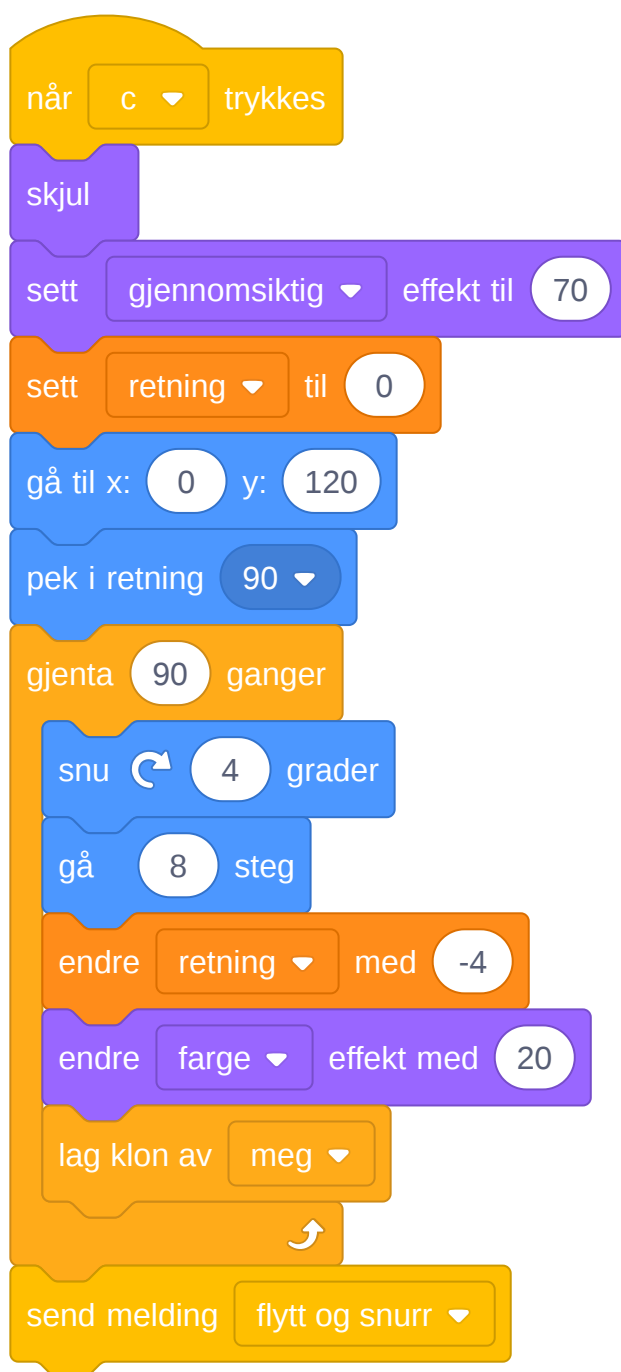 når c trykkes
skjul
sett gjennomsiktig effekt til 70
sett retning til 0
gå til x: 0 y: 120
pek i retning 90
gjenta 90 ganger
snu 4 grader
gå 8 steg
endre retning med -4
endre farge effekt med 20
lag klon av meg
send melding flytt og snurr